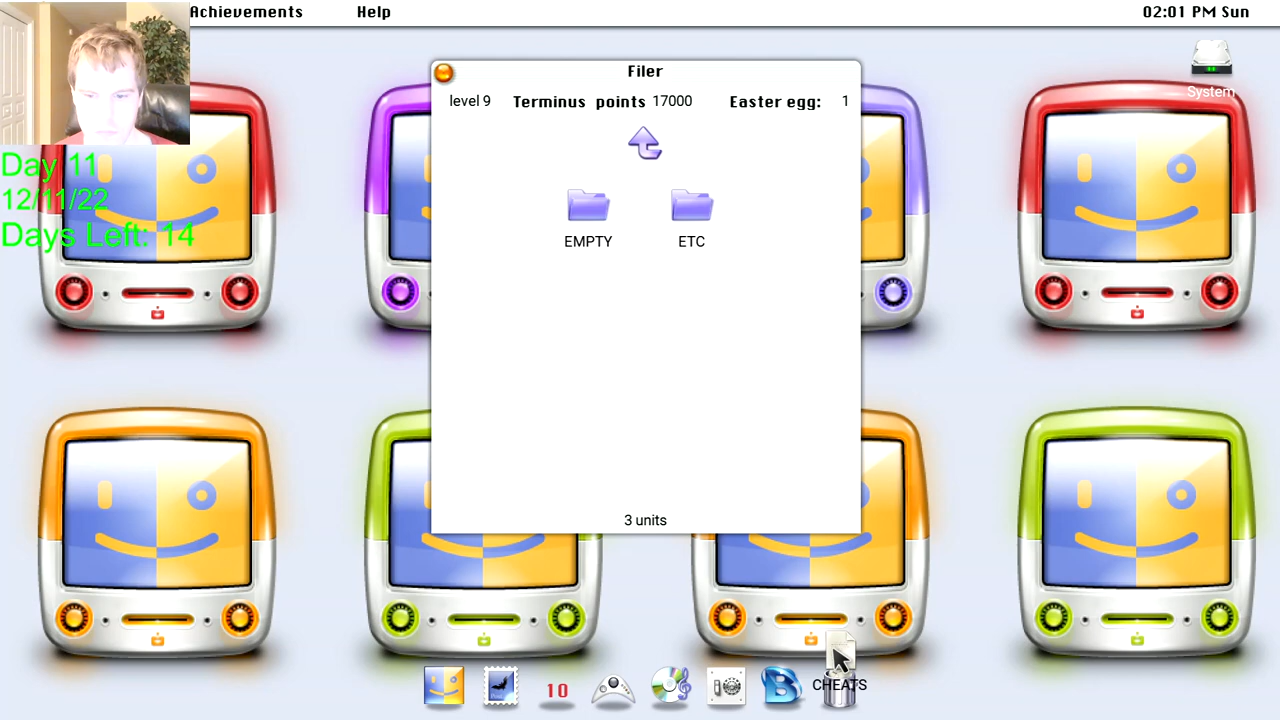 Achievements Help 02:01 PM Sun
Filer
level 9 Terminus points 17000 Easter egg: 1
System
Day 11
12/11/22
Days Left: 14
EMPTY ETC
3 units
10
B
CHEATS